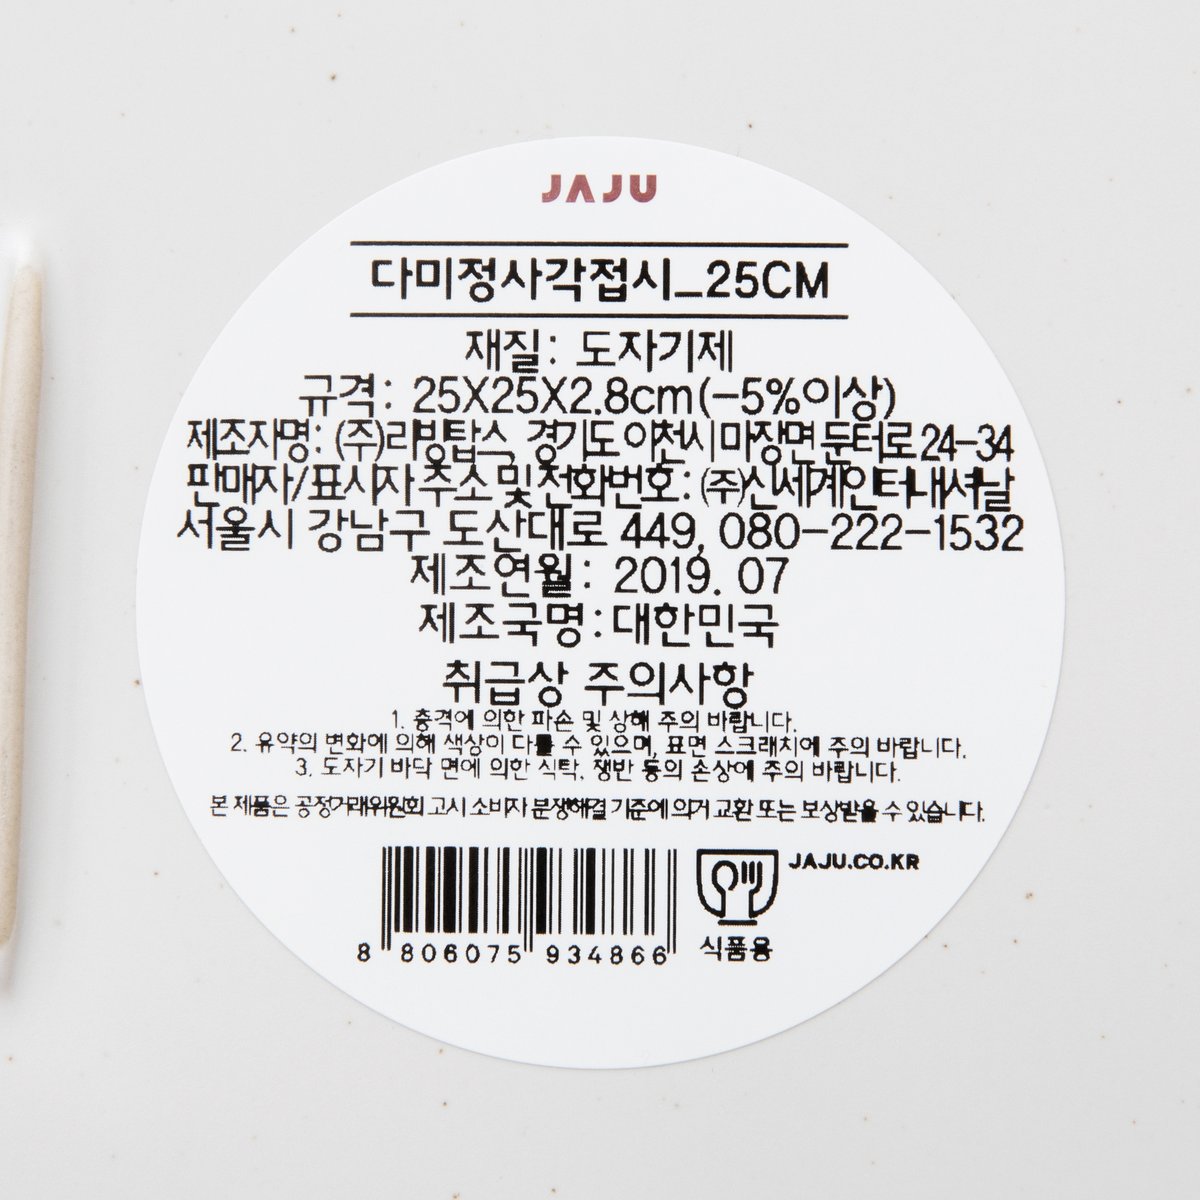 JAJU
다미정사각접시_25CM
재질: 도자기제
규격: 25X25X2.8cm(-5%이상)
제조자명: (주)리빙탑스, 경기도 이천시 마장면 둔터로 24-34
판매자/표시자 주소 및 전화번호: (주)신세계인터내셔날
서울시 강남구 도산대로 449, 080-222-1532
제조연월: 2019. 07
제조국명: 대한민국
취급상 주의사항
1. 충격에 의한 파손 및 상해 주의 바랍니다.
2. 유약의 변화에 의해 색상이 다를 수 있으며, 표면 스크래치에 주의 바랍니다.
3. 도자기 바닥 면에 의한 식탁, 쟁반 등의 손상에 주의 바랍니다.
본 제품은 공정거래위원회 고시 소비자 분쟁해결 기준에 의거 교환 또는 보상받을 수 있습니다.
JAJU.CO.KR
식품용
8 806075 934866